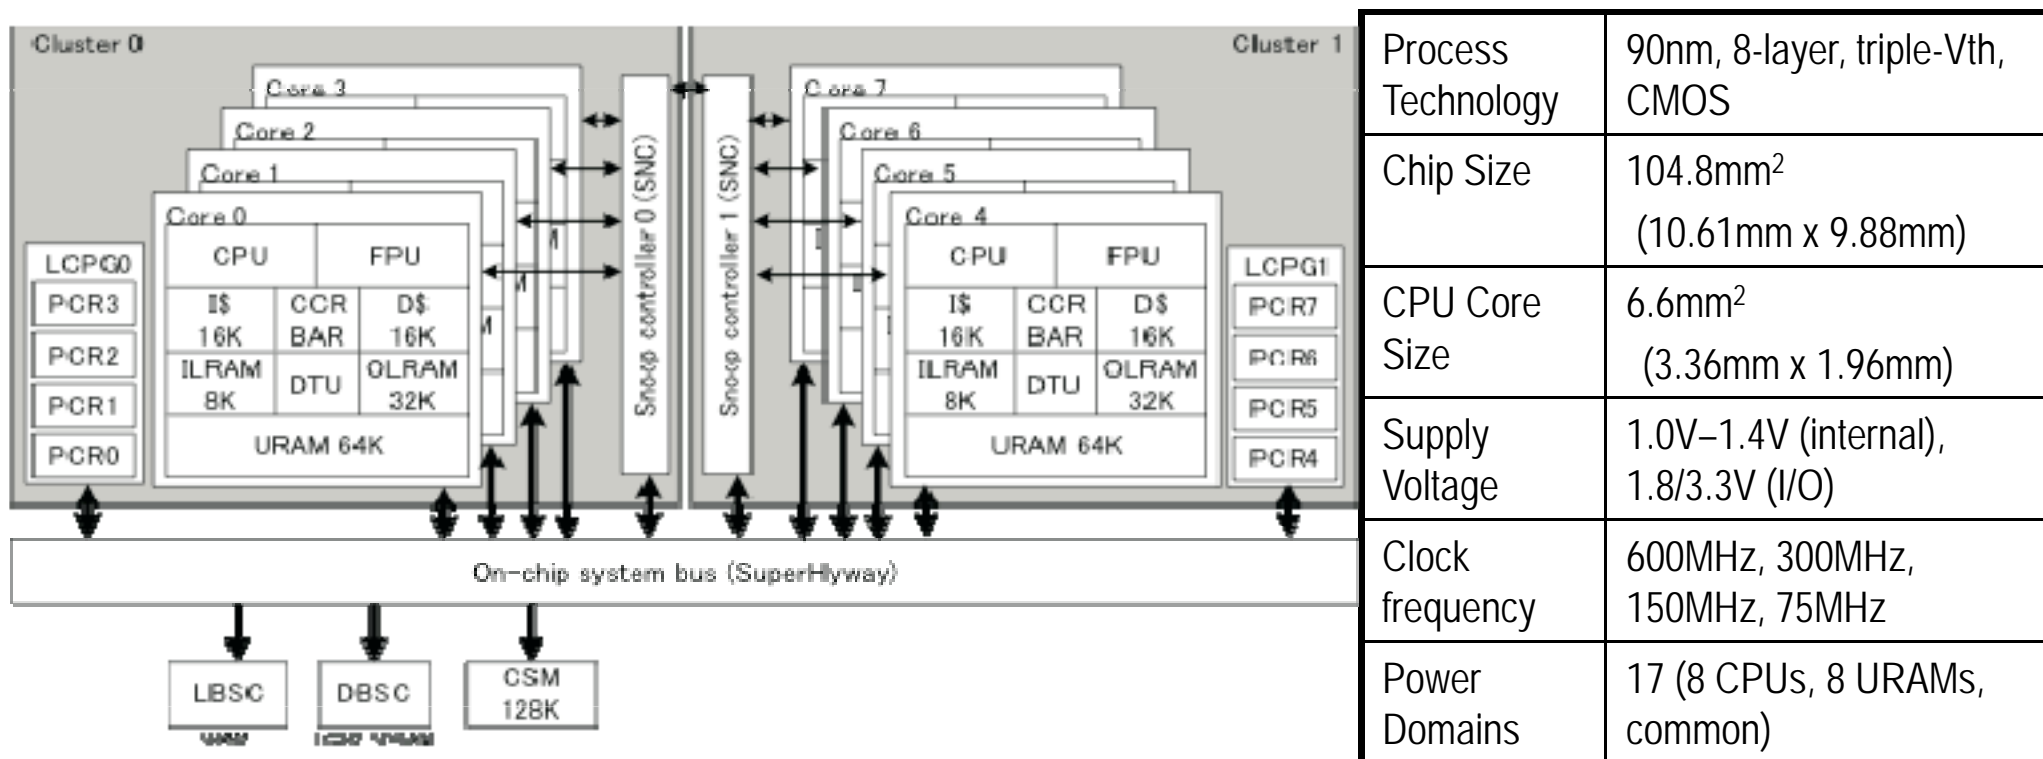 Cluster 0
Core 3
Core 2
Core 1
Core 0
CPU FPU
I$ CCR D$
16K BAR 16K
ILRAM DTU OLRAM
8K 32K
URAM 64K
LCPG0
PCR3
PCR2
PCR1
PCR0
Snoop controller 0 (SNC)
Snoop controller 1 (SNC)
Cluster 1
Core 7
Core 6
Core 5
Core 4
CPU FPU
I$ CCR D$
16K BAR 16K
ILRAM DTU OLRAM
8K 32K
URAM 64K
LCPG1
PCR7
PCR6
PCR5
PCR4
On-chip system bus (SuperHyway)
LBSC
DBSC
CSM
128K
Process
Technology
90nm, 8-layer, triple-Vth,
CMOS
Chip Size
104.8mm²
(10.61mm x 9.88mm)
CPU Core
Size
6.6mm²
(3.36mm x 1.96mm)
Supply
Voltage
1.0V–1.4V (internal),
1.8/3.3V (I/O)
Clock
frequency
600MHz, 300MHz,
150MHz, 75MHz
Power
Domains
17 (8 CPUs, 8 URAMs,
common)